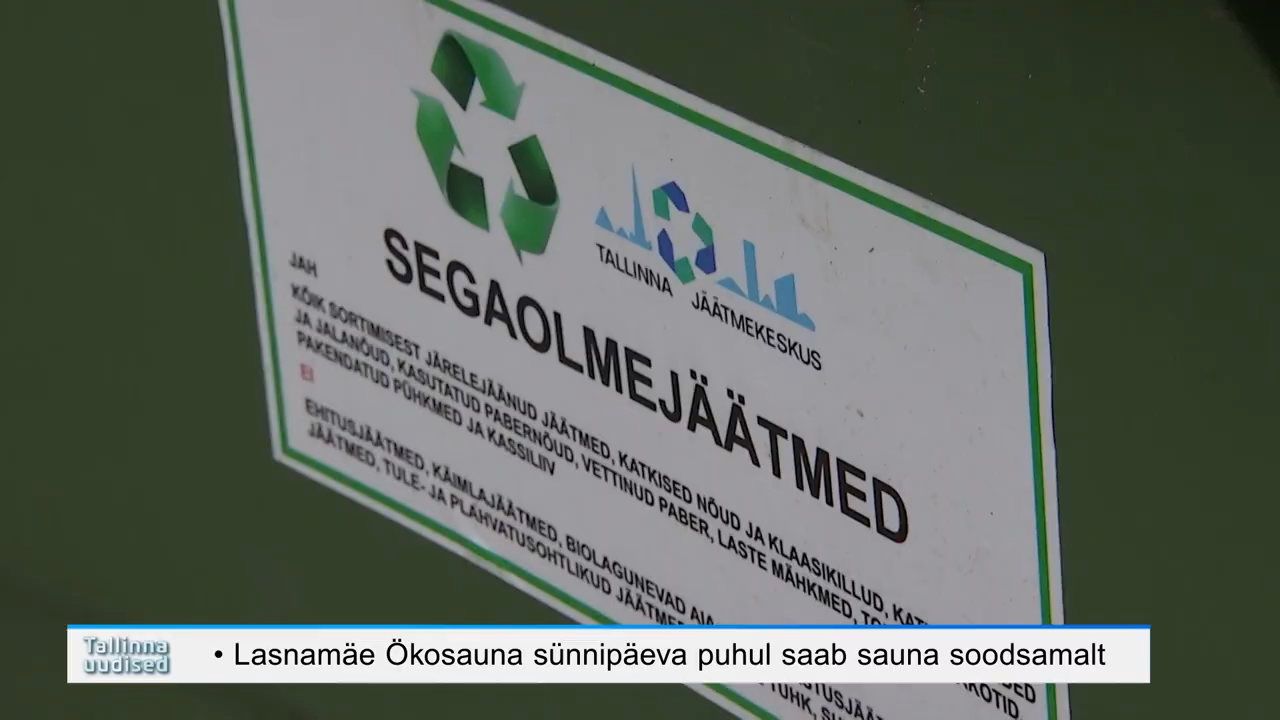 TALLINNA JÄÄTMEKESKUS
SEGAOLMEJÄÄTMED
JAH
KÕIK SORTIMISEST JÄRELEJÄÄNUD JÄÄTMED, KATKISED NÕUD JA KLAASIKILLUD,
JA JALANÕUD, KASUTATUD PABERNÕUD, VETTINUD PABER, LASTE MÄHKMED,
PAKENDATUD PÜHKMED JA KASSILIIV
EI
EHITUSJÄÄTMED, KÄIMLAJÄÄTMED, BIOLAGUNEVAD
JÄÄTMED, TULE- JA PLAHVATUSOHTLIKUD
TUHK,
Tallinna
uudised
• Lasnamäe Ökosauna sünnipäeva puhul saab sauna soodsamalt